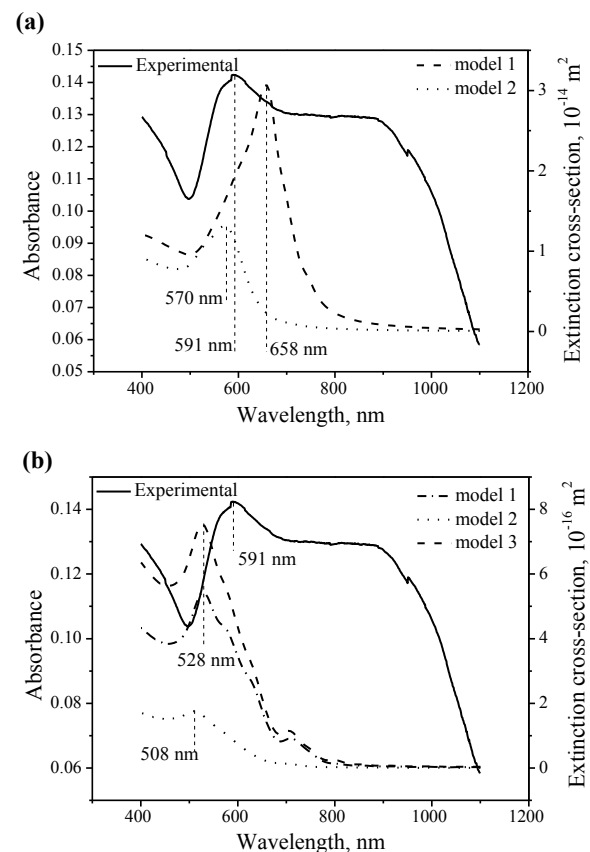 (a)
Experimental
model 1
model 2
0.15
0.14
0.13
0.12
0.11
0.10
0.09
0.08
0.07
0.06
0.05
Absorbance
3
2
1
0
Extinction cross-section, 10⁻¹⁴ m²
570 nm
591 nm
658 nm
200 400 600 800 1000 1200
Wavelength, nm
(b)
Experimental
model 1
model 2
model 3
0.14
0.12
0.10
0.08
0.06
Absorbance
8
6
4
2
0
Extinction cross-section, 10⁻¹⁶ m²
591 nm
528 nm
508 nm
400 600 800 1000 1200
Wavelength, nm